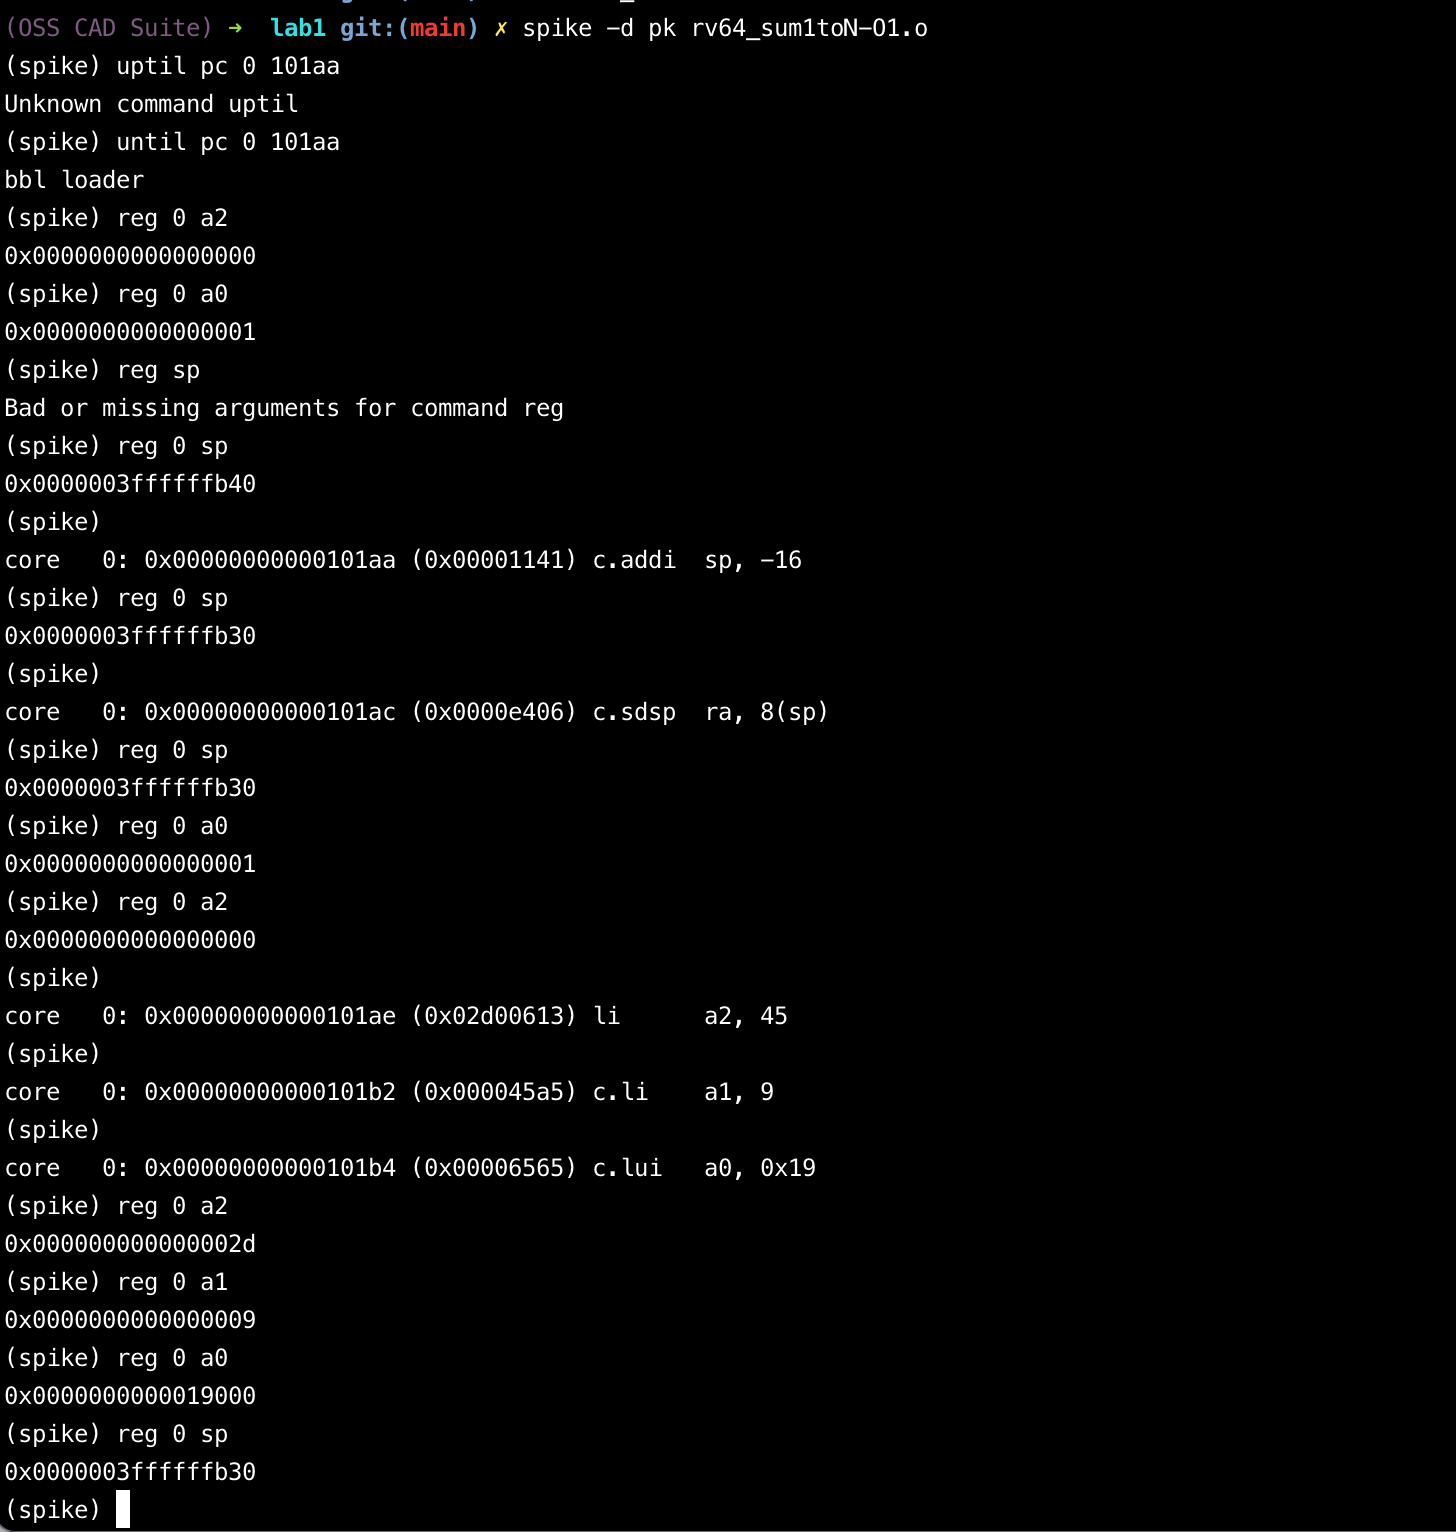 (OSS CAD Suite) → lab1 git:(main) ✗ spike -d pk rv64_sum1toN-O1.o
(spike) uptil pc 0 101aa
Unknown command uptil
(spike) until pc 0 101aa
bbl loader
(spike) reg 0 a2
0x0000000000000000
(spike) reg 0 a0
0x0000000000000001
(spike) reg sp
Bad or missing arguments for command reg
(spike) reg 0 sp
0x0000003ffffffb40
(spike)
core   0: 0x00000000000101aa (0x00001141) c.addi  sp, -16
(spike) reg 0 sp
0x0000003ffffffb30
(spike)
core   0: 0x00000000000101ac (0x0000e406) c.sdsp  ra, 8(sp)
(spike) reg 0 sp
0x0000003ffffffb30
(spike) reg 0 a0
0x0000000000000001
(spike) reg 0 a2
0x0000000000000000
(spike)
core   0: 0x00000000000101ae (0x02d00613) li      a2, 45
(spike)
core   0: 0x00000000000101b2 (0x000045a5) c.li    a1, 9
(spike)
core   0: 0x00000000000101b4 (0x00006565) c.lui   a0, 0x19
(spike) reg 0 a2
0x000000000000002d
(spike) reg 0 a1
0x0000000000000009
(spike) reg 0 a0
0x0000000000019000
(spike) reg 0 sp
0x0000003ffffffb30
(spike)